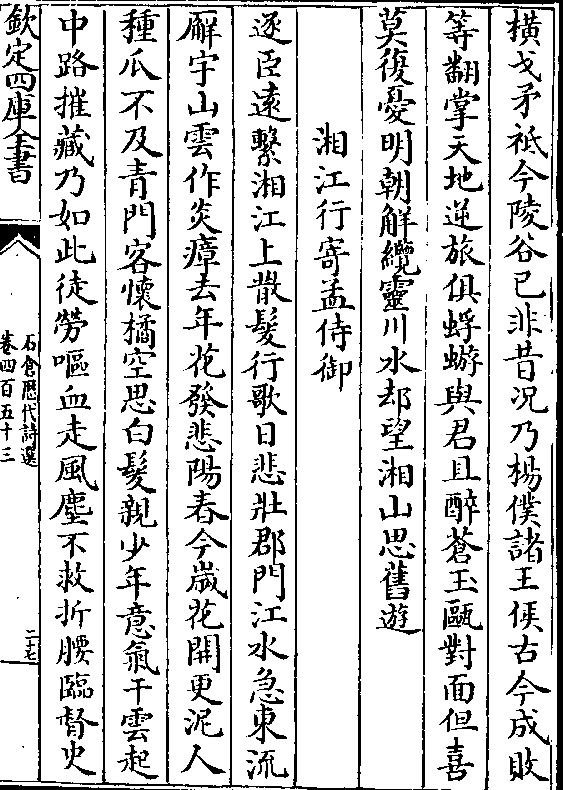 橫戈矛祗今陵谷已非昔况乃楊僕諸王侯古今成敗
等翻掌天地逆旅俱蜉蝣與君且醉蒼玉甌對面但喜
莫復憂明朝解纜靈川水却望湘山思舊遊
湘江行寄孟侍御
逐臣遠繫湘江上散髮行歌日悲壯郡門江水急東流
廨宇山雲作炎瘴去年花發悲陽春今嵗花開更泥人
種瓜不及青門客懷橘空思白髮親少年意氣干雲起
中路摧藏乃如此徒勞嘔血走風塵不救折腰臨督史
欽定四庫全書
石倉歷代詩選
卷四百五十三
二七